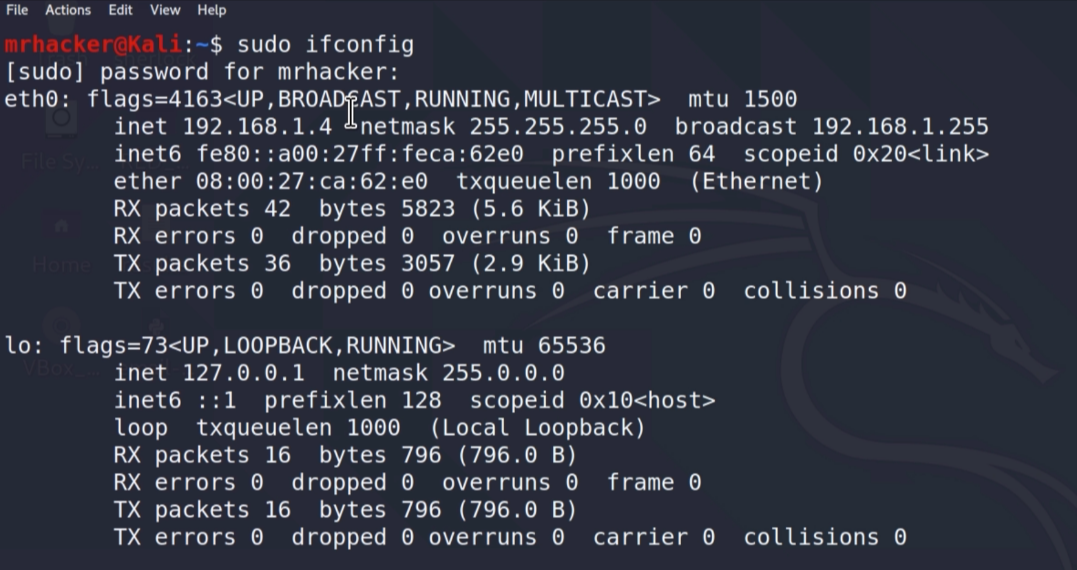 File Actions Edit View Help
mrhacker@Kali:~$ sudo ifconfig
[sudo] password for mrhacker:
eth0: flags=4163<UP,BROADCAST,RUNNING,MULTICAST>  mtu 1500
        inet 192.168.1.4  netmask 255.255.255.0  broadcast 192.168.1.255
        inet6 fe80::a00:27ff:feca:62e0  prefixlen 64  scopeid 0x20<link>
        ether 08:00:27:ca:62:e0  txqueuelen 1000  (Ethernet)
        RX packets 42  bytes 5823 (5.6 KiB)
        RX errors 0  dropped 0  overruns 0  frame 0
        TX packets 36  bytes 3057 (2.9 KiB)
        TX errors 0  dropped 0 overruns 0  carrier 0  collisions 0
File Sy...
Home
lo: flags=73<UP,LOOPBACK,RUNNING>  mtu 65536
        inet 127.0.0.1  netmask 255.0.0.0
        inet6 ::1  prefixlen 128  scopeid 0x10<host>
        loop  txqueuelen 1000  (Local Loopback)
        RX packets 16  bytes 796 (796.0 B)
        RX errors 0  dropped 0  overruns 0  frame 0
        TX packets 16  bytes 796 (796.0 B)
        TX errors 0  dropped 0 overruns 0  carrier 0  collisions 0
VBox_...